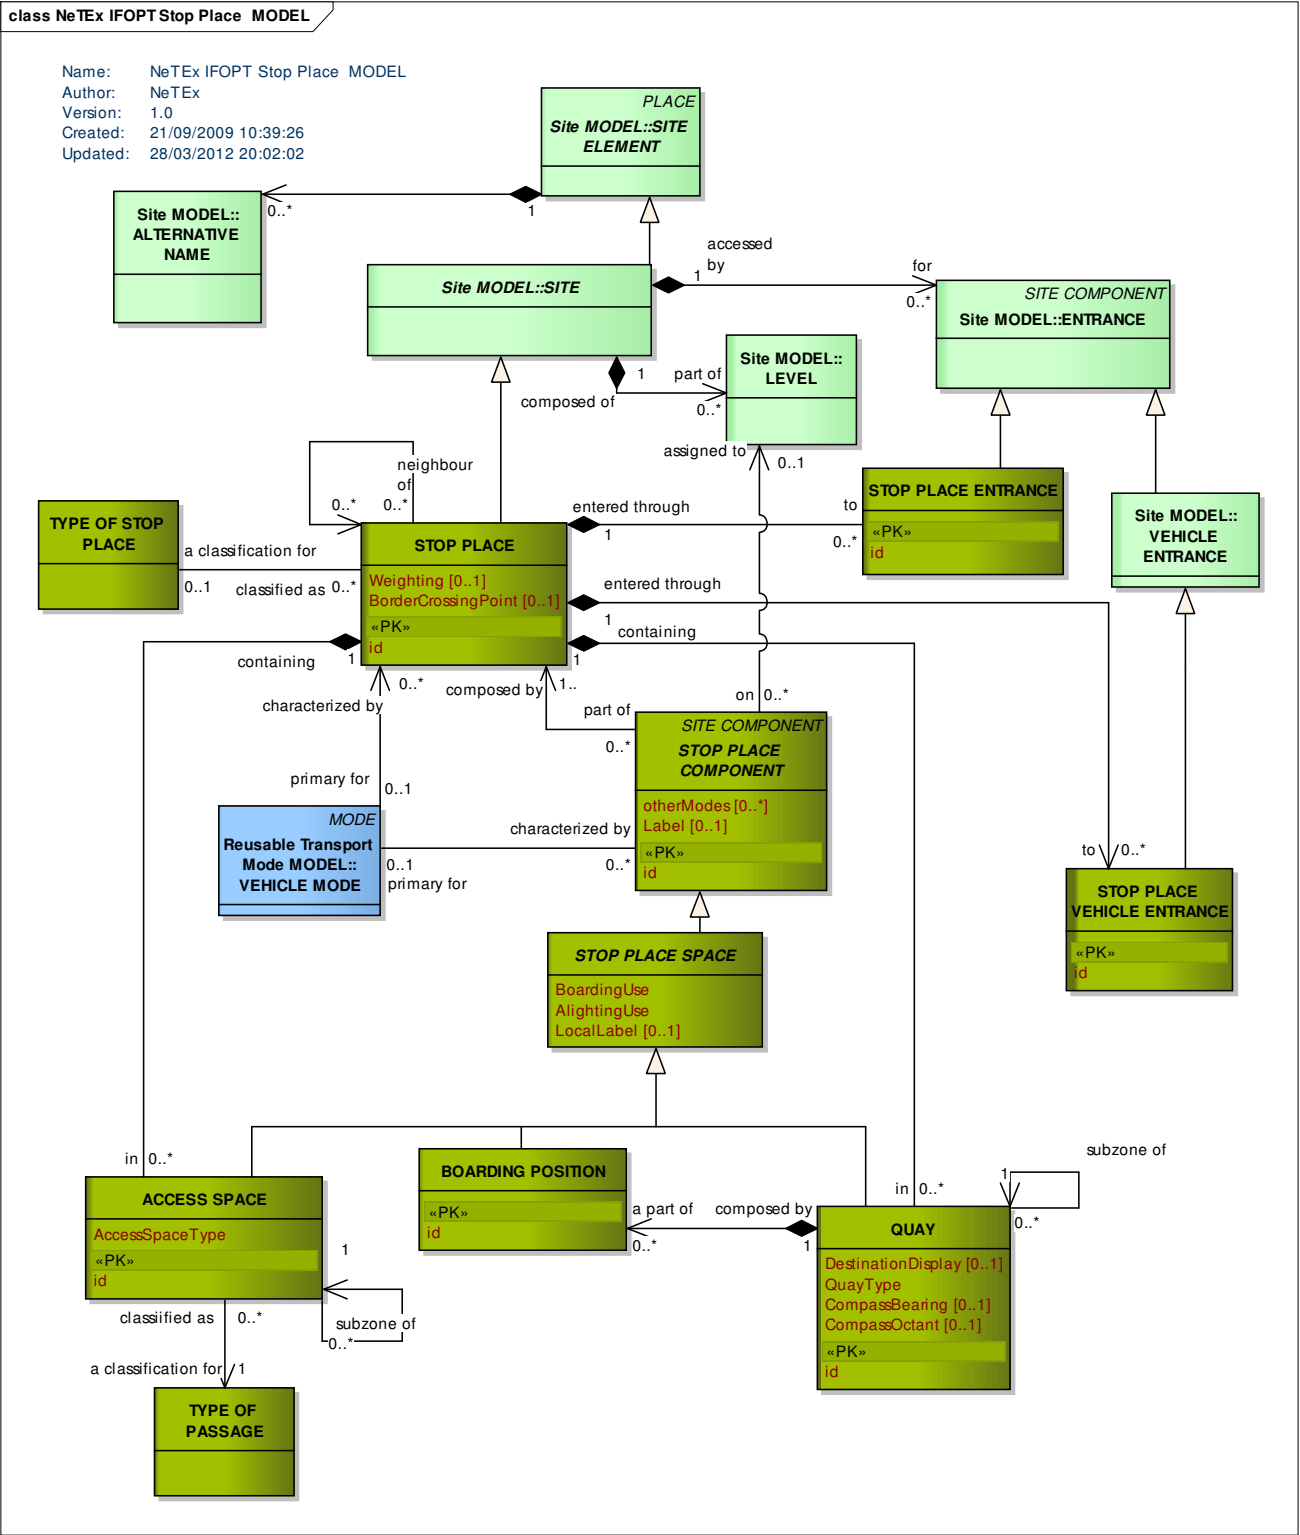 class NeTEx IFOPT Stop Place  MODEL
Name: NeTEx IFOPT Stop Place  MODEL
Author: NeTEx
Version: 1.0
Created: 21/09/2009 10:39:26
Updated: 28/03/2012 20:02:02
PLACE
Site MODEL::SITE
ELEMENT
0..*
1
Site MODEL::
ALTERNATIVE
NAME
accessed
by
1
for
0..*
Site MODEL::SITE
SITE COMPONENT
Site MODEL::ENTRANCE
1
composed of
part of
0..*
Site MODEL::
LEVEL
assigned to
0..1
neighbour
of
0..*
0..*
TYPE OF STOP
PLACE
a classification for
0..1
classified as
0..*
STOP PLACE
Weighting [0..1]
BorderCrossingPoint [0..1]
«PK»
id
entered through
1
to
0..*
STOP PLACE ENTRANCE
«PK»
id
Site MODEL::
VEHICLE
ENTRANCE
entered through
1
containing
1
containing
1
characterized by
0..*
composed by
1..
part of
0..*
on
0..*
SITE COMPONENT
STOP PLACE
COMPONENT
otherModes [0..*]
Label [0..1]
«PK»
id
primary for
0..1
MODE
Reusable Transport
Mode MODEL::
VEHICLE MODE
characterized by
0..1
0..*
primary for
to
0..*
STOP PLACE
VEHICLE ENTRANCE
«PK»
id
STOP PLACE SPACE
BoardingUse
AlightingUse
LocalLabel [0..1]
in
0..*
ACCESS SPACE
AccessSpaceType
«PK»
id
1
subzone of
0..*
BOARDING POSITION
«PK»
id
a part of
0..*
composed by
1
in
0..*
subzone of
1
0..*
QUAY
DestinationDisplay [0..1]
QuayType
CompassBearing [0..1]
CompassOctant [0..1]
«PK»
id
classiified as
0..*
a classification for
1
TYPE OF
PASSAGE